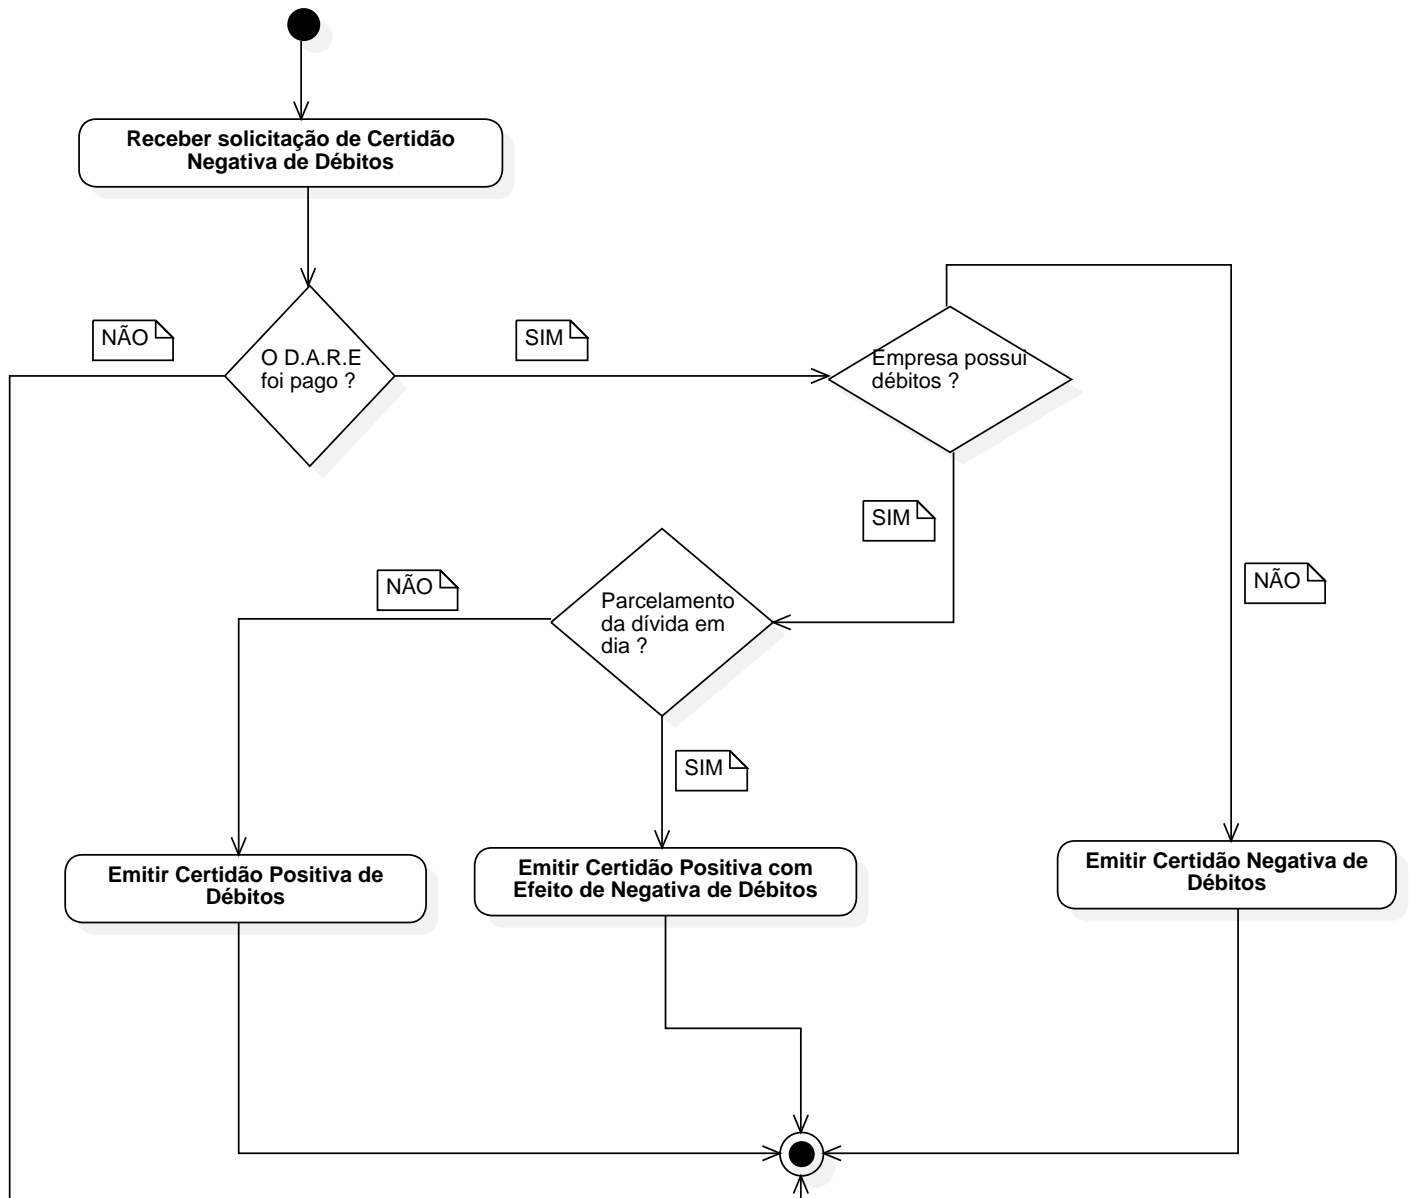 Receber solicitação de Certidão
Negativa de Débitos
NÃO
O D.A.R.E
foi pago ?
SIM
Empresa possui
débitos ?
SIM
NÃO
NÃO
Parcelamento
da dívida em
dia ?
SIM
Emitir Certidão Positiva de
Débitos
Emitir Certidão Positiva com
Efeito de Negativa de Débitos
Emitir Certidão Negativa de
Débitos